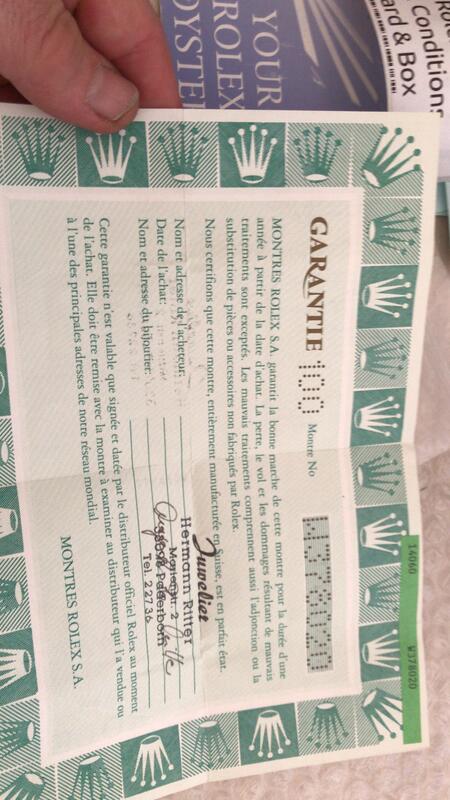 YOUR
ROLEX
OYSTER
Conditions
ard & Box
14060 W378020
GARANTIE 100 Montre No W378020
MONTRES ROLEX S.A. garantit la bonne marche de cette montre pour la durée d'une
année à partir de la date d'achat. La perte, le vol et les dommages résultant de mauvais
traitements sont exceptés. Les mauvais traitements comprennent aussi l'adjonction ou la
substitution de pièces ou accessoires non fabriqués par Rolex.
Nous certifions que cette montre, entièrement manufacturée en Suisse, est en parfait état.
Nom et adresse de l'acheteur:
Date de l'achat:
Nom et adresse du bijoutier:
Juwelier
Hermann Ritter
Marienstr. 2
Paderborn
Tel. 22736
Cette garantie n'est valable que signée et datée par le distributeur officiel Rolex au moment
de l'achat. Elle doit être remise avec la montre à examiner au distributeur qui l'a vendue ou
à l'une des principales adresses de notre réseau mondial.
MONTRES ROLEX S.A.